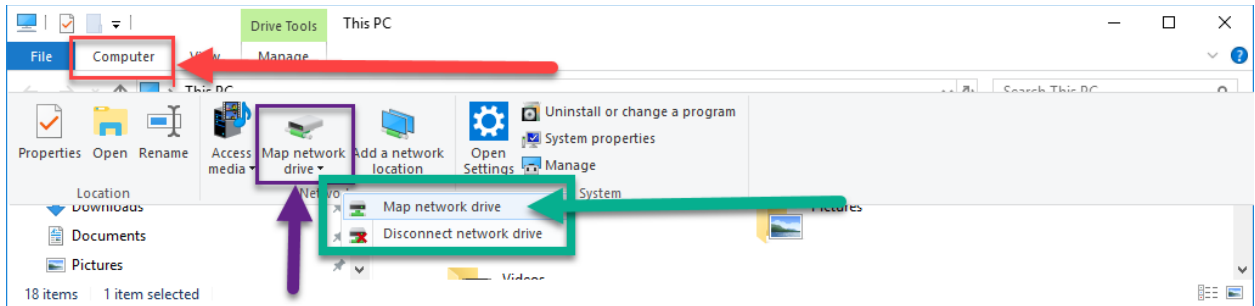 Drive Tools This PC
File Computer View Manage
This PC Search This PC
Properties Open Rename Access media Map network drive Add a network location Open Settings
Uninstall or change a program
System properties
Manage
Location System
Map network drive
Disconnect network drive
Downloads Pictures
Documents
Pictures
Videos
18 items 1 item selected